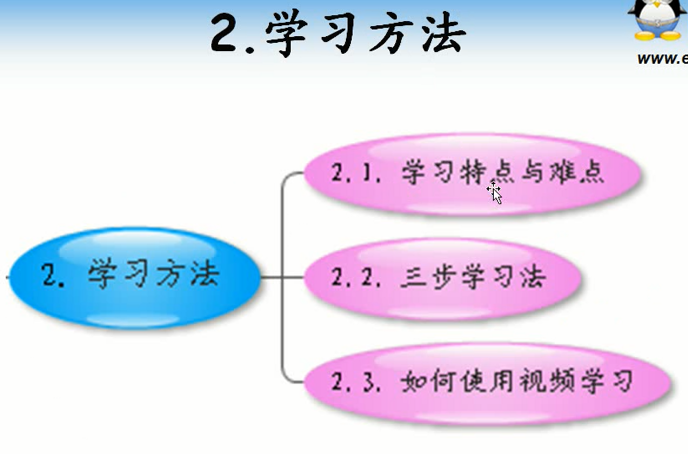 2.学习方法
www.e
2.1. 学习特点与难点
2. 学习方法
2.2. 三步学习法
2.3. 如何使用视频学习